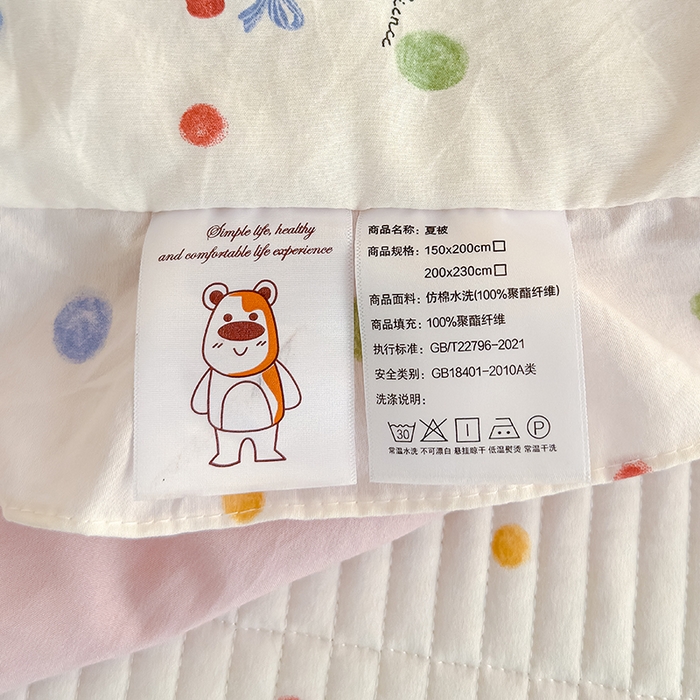 Simple life, healthy
and comfortable life experience
商品名称：夏被
商品规格：150x200cm☐
200x230cm☐
商品面料：仿棉水洗(100%聚酯纤维)
商品填充：100%聚酯纤维
执行标准：GB/T22796-2021
安全类别：GB18401-2010A类
洗涤说明：
30
P
常温水洗 不可漂白 悬挂晾干 低温熨烫 常温干洗